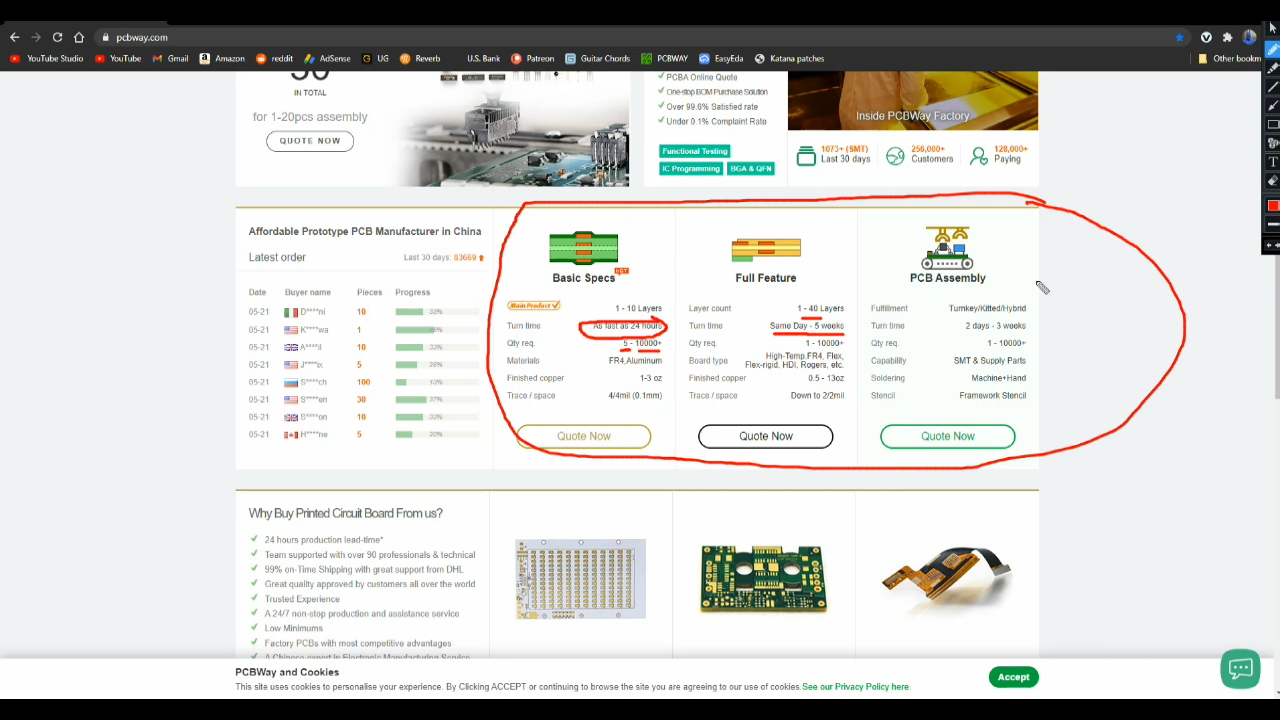 pcbway.com
YouTube Studio YouTube Gmail Amazon reddit AdSense UG Reverb U.S. Bank Patreon Guitar Chords PCBWAY EasyEda Katana patches Other bookm
IN TOTAL
for 1-20pcs assembly
QUOTE NOW
PCBA Online Quote
One-stop BOM Purchase Solution
Over 99.6% Satisfied rate
Under 0.1% Complaint Rate
Functional Testing
IC Programming BGA & QFN
Inside PCBWay Factory
1073+ (SMT) 256,000+ 128,000+
Last 30 days Customers Paying
Affordable Prototype PCB Manufacturer in China
Latest order Last 30 days: 83669
Date Buyer name Pieces Progress
05-21 D****ni 10 33%
05-21 K****wa 1
05-21 A****il 10 33%
05-21 J****ix 5 28%
05-21 S****ch 100 13%
05-21 S****en 30 37%
05-21 S****on 10 33%
05-21 H****ne 5 20%
Basic Specs HOT
Main Product 1 - 10 Layers
Turn time As fast as 24 hours
Qty req. 5 - 10000+
Materials FR4,Aluminum
Finished copper 1-3 oz
Trace / space 4/4mil (0.1mm)
Quote Now
Full Feature
Layer count 1 - 40 Layers
Turn time Same Day - 5 weeks
Qty req. 1 - 10000+
Board type High-Temp FR4, Flex,
Flex-rigid, HDI, Rogers, etc.
Finished copper 0.5 - 13oz
Trace / space Down to 2/2mil
Quote Now
PCB Assembly
Fulfillment Turnkey/Kitted/Hybrid
Turn time 2 days - 3 weeks
Qty req. 1 - 10000+
Capability SMT & Supply Parts
Soldering Machine+Hand
Stencil Framework Stencil
Quote Now
Why Buy Printed Circuit Board From us?
24 hours production lead-time*
Team supported with over 90 professionals & technical
99% on-Time Shipping with great support from DHL
Great quality approved by customers all over the world
Trusted Experience
A 24/7 non-stop production and assistance service
Low Minimums
Factory PCBs with most competitive advantages
A Chinese expert in Electronic Manufacturing Service
PCBWay and Cookies
This site uses cookies to personalise your experience. By Clicking ACCEPT or continuing to browse the site you are agreeing to our use of cookies.See our Privacy Policy here.
Accept